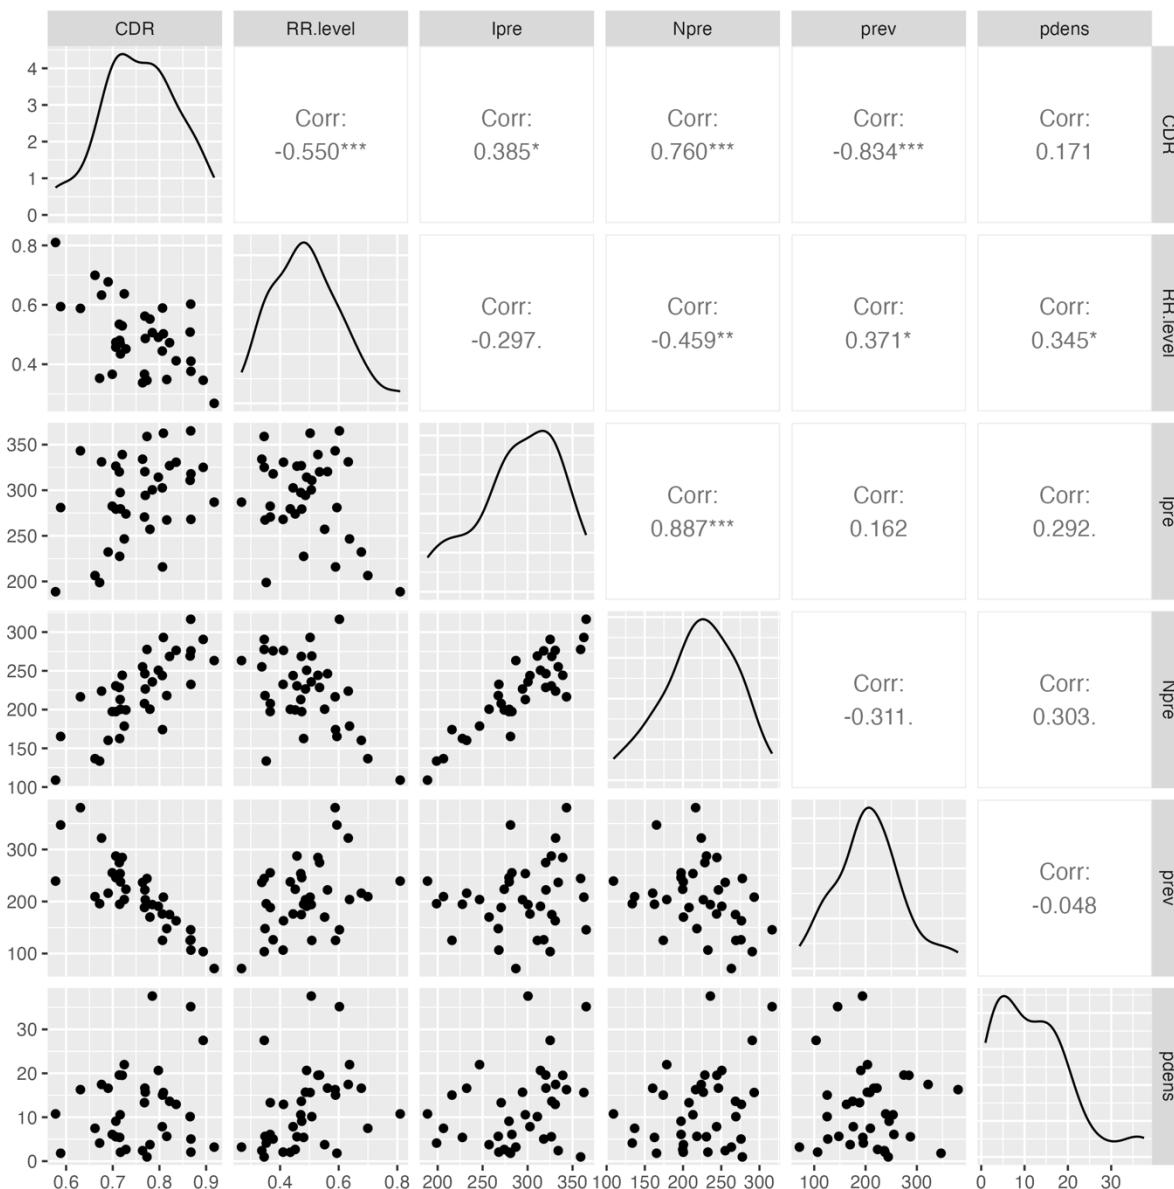 CDR RR.level Ipre Npre prev pdens
4
3
2
1
0
Corr:
-0.550***
Corr:
0.385*
Corr:
0.760***
Corr:
-0.834***
Corr:
0.171
CDR
0.8
0.6
0.4
Corr:
-0.297.
Corr:
-0.459**
Corr:
0.371*
Corr:
0.345*
RR.level
350
300
250
200
Corr:
0.887***
Corr:
0.162
Corr:
0.292.
Ipre
300
250
200
150
100
Corr:
-0.311.
Corr:
0.303.
Npre
300
200
100
Corr:
-0.048
prev
30
20
10
0
pdens
0.6 0.7 0.8 0.9 0.4 0.6 0.8 200 250 300 350 100 150 200 250 300 100 200 300 0 10 20 30